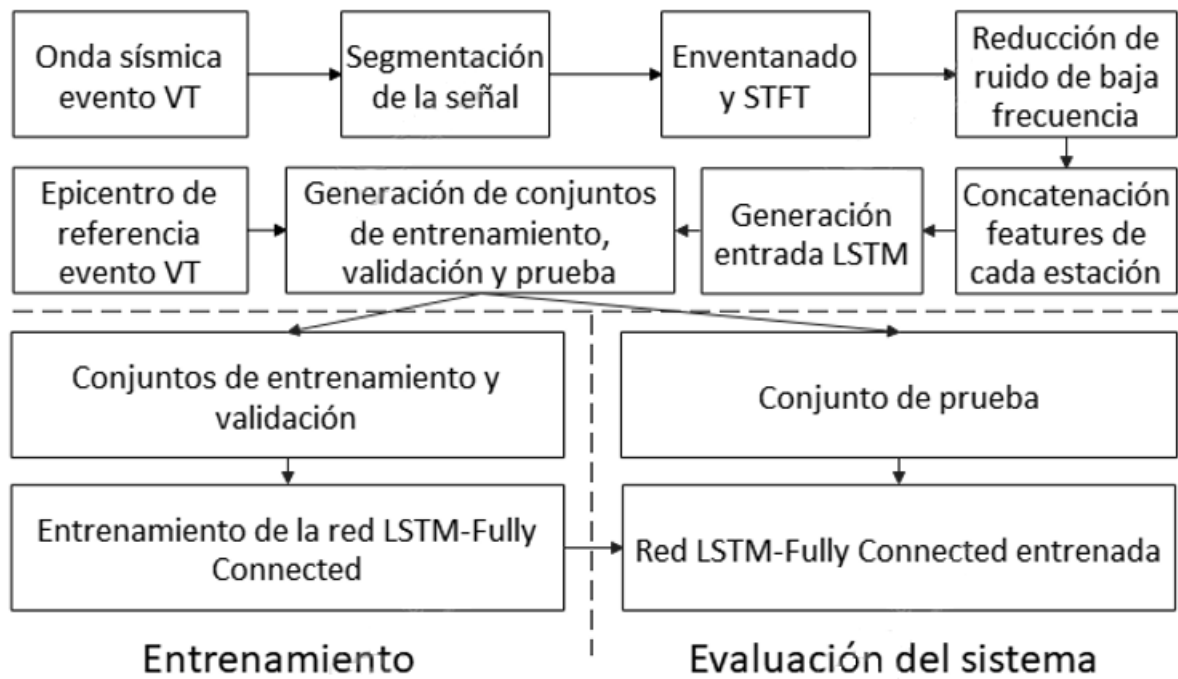 Onda sísmica
evento VT
Segmentación
de la señal
Enventanado
y STFT
Reducción de
ruido de baja
frecuencia
Epicentro de
referencia
evento VT
Generación de conjuntos
de entrenamiento,
validación y prueba
Generación
entrada LSTM
Concatenación
features de
cada estación
Conjuntos de entrenamiento y
validación
Conjunto de prueba
Entrenamiento de la red LSTM-Fully
Connected
Red LSTM-Fully Connected entrenada
Entrenamiento
Evaluación del sistema